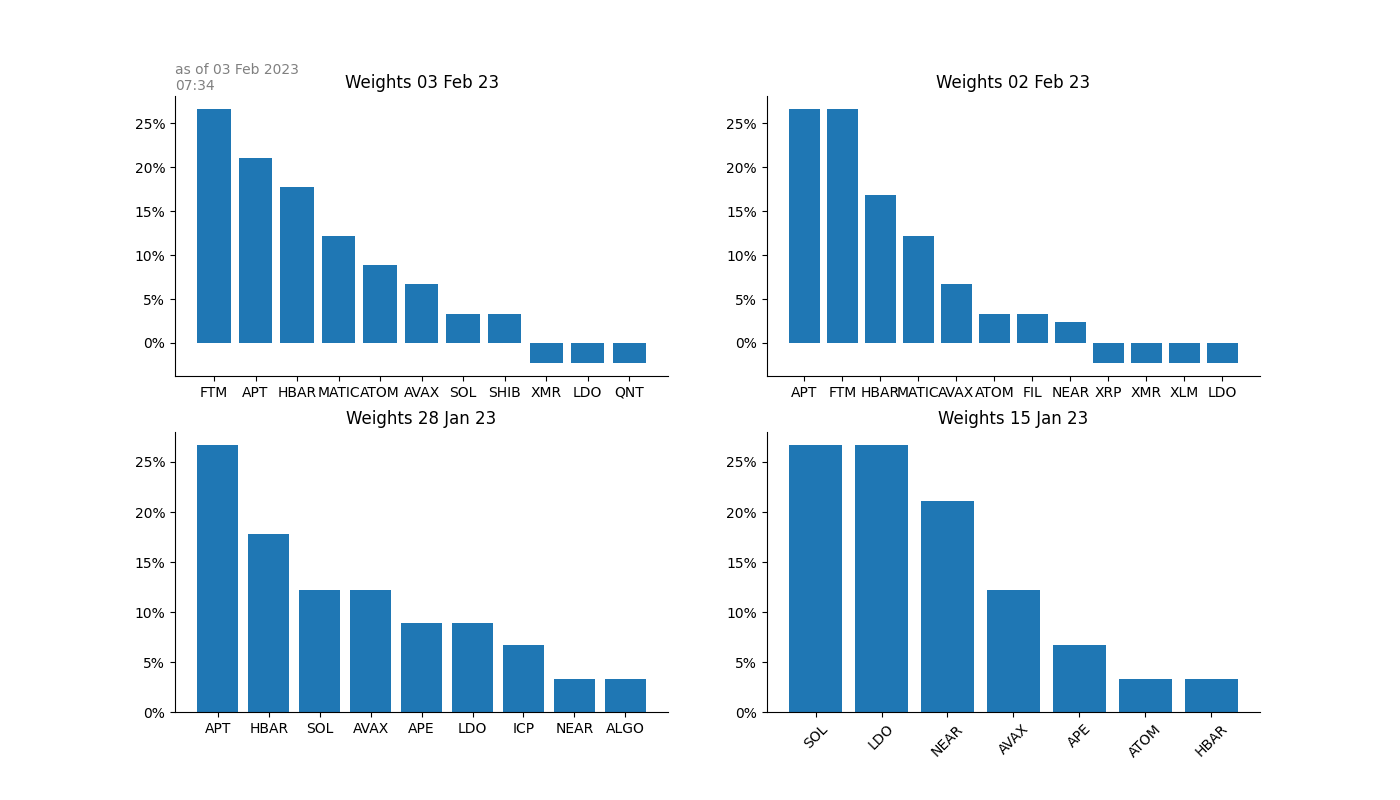 as of 03 Feb 2023
07:34
Weights 03 Feb 23
25%
20%
15%
10%
5%
0%
FTM APT HBAR MATIC ATOM AVAX SOL SHIB XMR LDO QNT
Weights 02 Feb 23
25%
20%
15%
10%
5%
0%
APT FTM HBAR MATIC AVAX ATOM FIL NEAR XRP XMR XLM LDO
Weights 28 Jan 23
25%
20%
15%
10%
5%
0%
APT HBAR SOL AVAX APE LDO ICP NEAR ALGO
Weights 15 Jan 23
25%
20%
15%
10%
5%
0%
SOL LDO NEAR AVAX APE ATOM HBAR